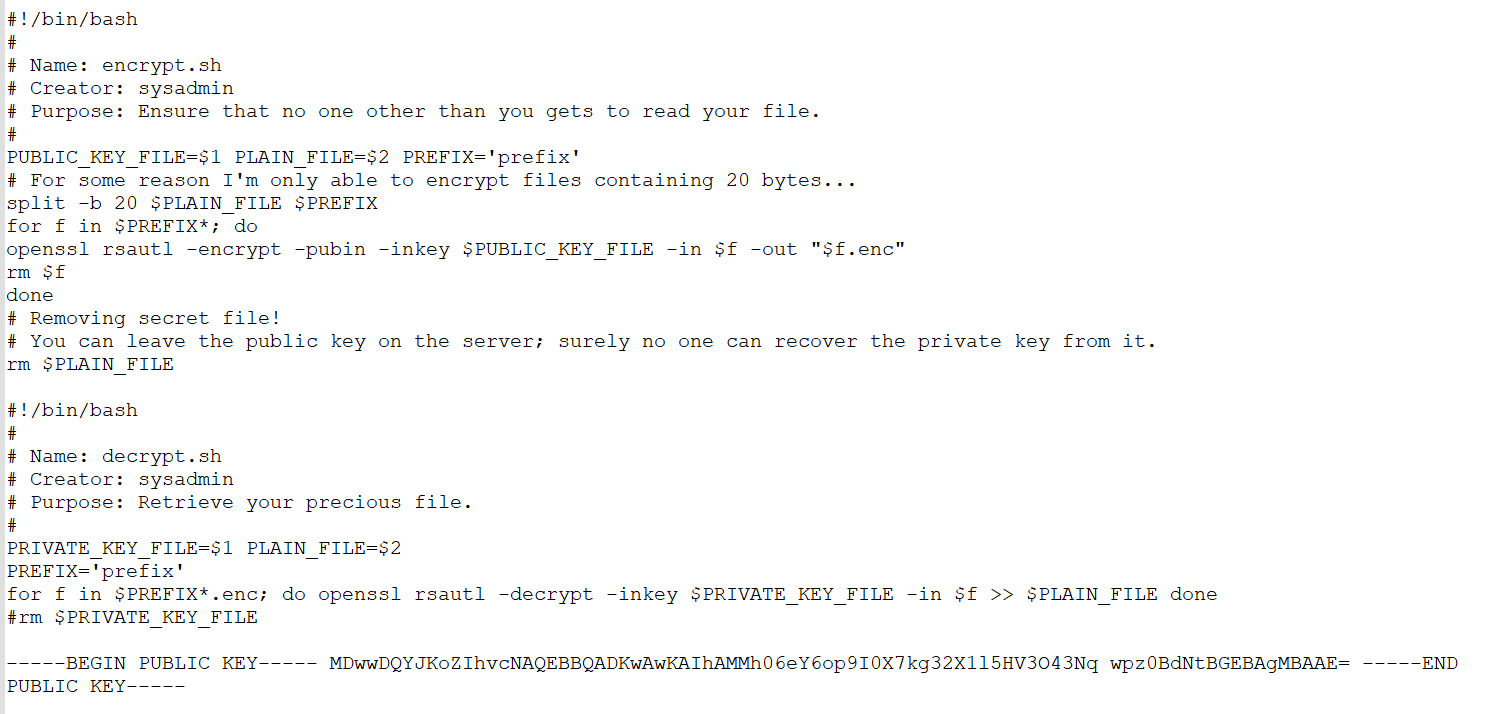 #!/bin/bash
#
# Name: encrypt.sh
# Creator: sysadmin
# Purpose: Ensure that no one other than you gets to read your file.
#
PUBLIC_KEY_FILE=$1 PLAIN_FILE=$2 PREFIX='prefix'
# For some reason I'm only able to encrypt files containing 20 bytes...
split -b 20 $PLAIN_FILE $PREFIX
for f in $PREFIX*; do
openssl rsautl -encrypt -pubin -inkey $PUBLIC_KEY_FILE -in $f -out "$f.enc"
rm $f
done
# Removing secret file!
# You can leave the public key on the server; surely no one can recover the private key from it.
rm $PLAIN_FILE
#!/bin/bash
#
# Name: decrypt.sh
# Creator: sysadmin
# Purpose: Retrieve your precious file.
#
PRIVATE_KEY_FILE=$1 PLAIN_FILE=$2
PREFIX='prefix'
for f in $PREFIX*.enc; do openssl rsautl -decrypt -inkey $PRIVATE_KEY_FILE -in $f >> $PLAIN_FILE done
#rm $PRIVATE_KEY_FILE
-----BEGIN PUBLIC KEY----- MDwwDQYJKoZIhvcNAQEBBQADKwAwKAIhAMMh06eY6op9I0X7kg32X1l5HV3O43Nq wpz0BdNtBGEBAgMBAAE= -----END
PUBLIC KEY-----